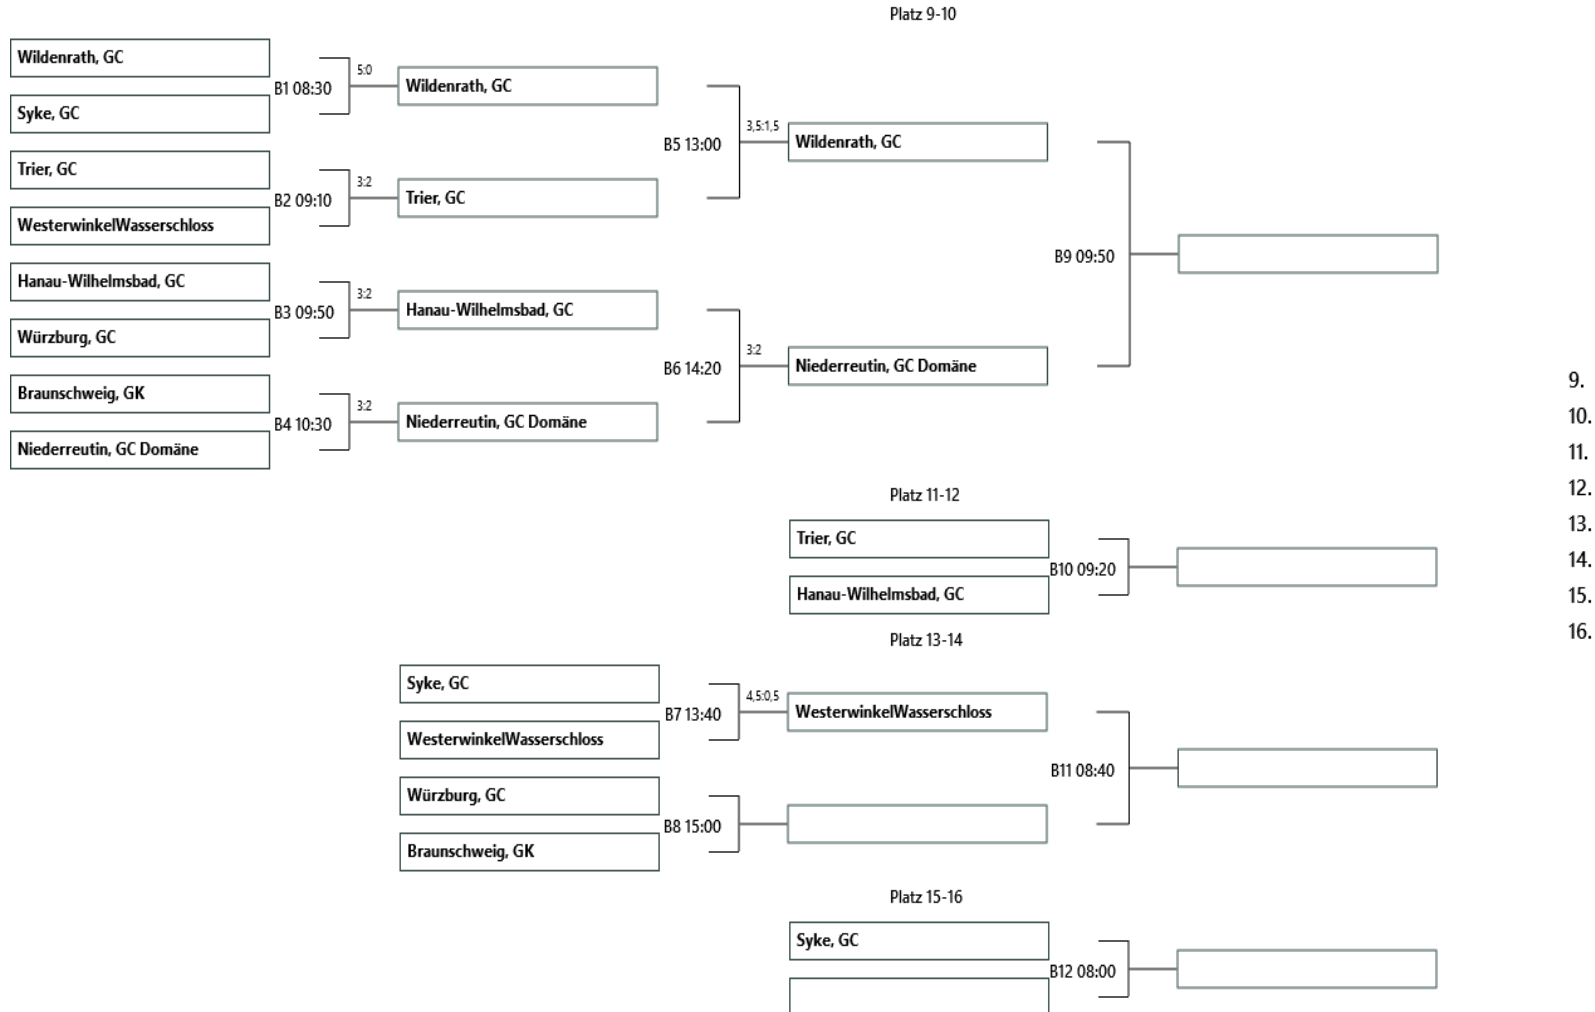 Platz 9-10
Wildenrath, GC
B1 08:30
5:0
Wildenrath, GC
Syke, GC
B5 13:00
3,5:1,5
Wildenrath, GC
Trier, GC
B2 09:10
3:2
Trier, GC
WesterwinkelWasserschloss
B9 09:50
Hanau-Wilhelmsbad, GC
B3 09:50
3:2
Hanau-Wilhelmsbad, GC
Würzburg, GC
B6 14:20
3:2
Niederreutin, GC Domäne
Braunschweig, GK
B4 10:30
3:2
Niederreutin, GC Domäne
Niederreutin, GC Domäne
9.
10.
11.
12.
13.
14.
15.
16.
Platz 11-12
Trier, GC
B10 09:20
Hanau-Wilhelmsbad, GC
Platz 13-14
Syke, GC
B7 13:40
4,5:0,5
WesterwinkelWasserschloss
WesterwinkelWasserschloss
B11 08:40
Würzburg, GC
B8 15:00
Braunschweig, GK
Platz 15-16
Syke, GC
B12 08:00